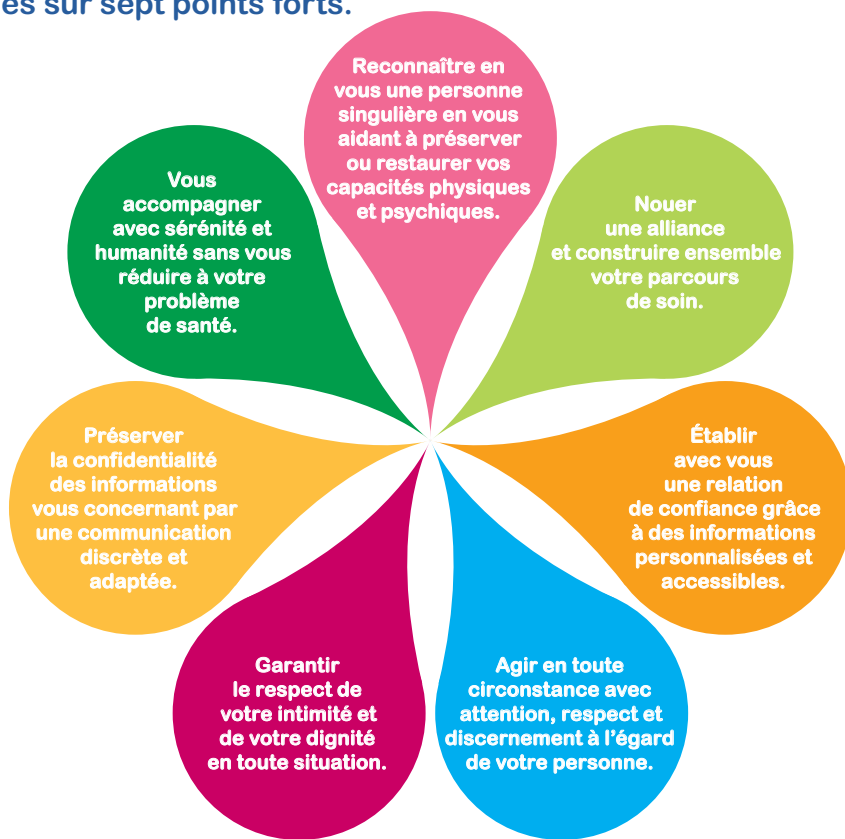 es sur sept points forts.
Reconnaître en
vous une personne
singulière en vous
aidant à préserver
ou restaurer vos
capacités physiques
et psychiques.
Nouer
une alliance
et construire ensemble
votre parcours
de soin.
Établir
avec vous
une relation
de confiance grâce
à des informations
personnalisées et
accessibles.
Agir en toute
circonstance avec
attention, respect et
discernement à l’égard
de votre personne.
Garantir
le respect de
votre intimité et
de votre dignité
en toute situation.
Préserver
la confidentialité
des informations
vous concernant par
une communication
discrète et
adaptée.
Vous
accompagner
avec sérénité et
humanité sans vous
réduire à votre
problème
de santé.